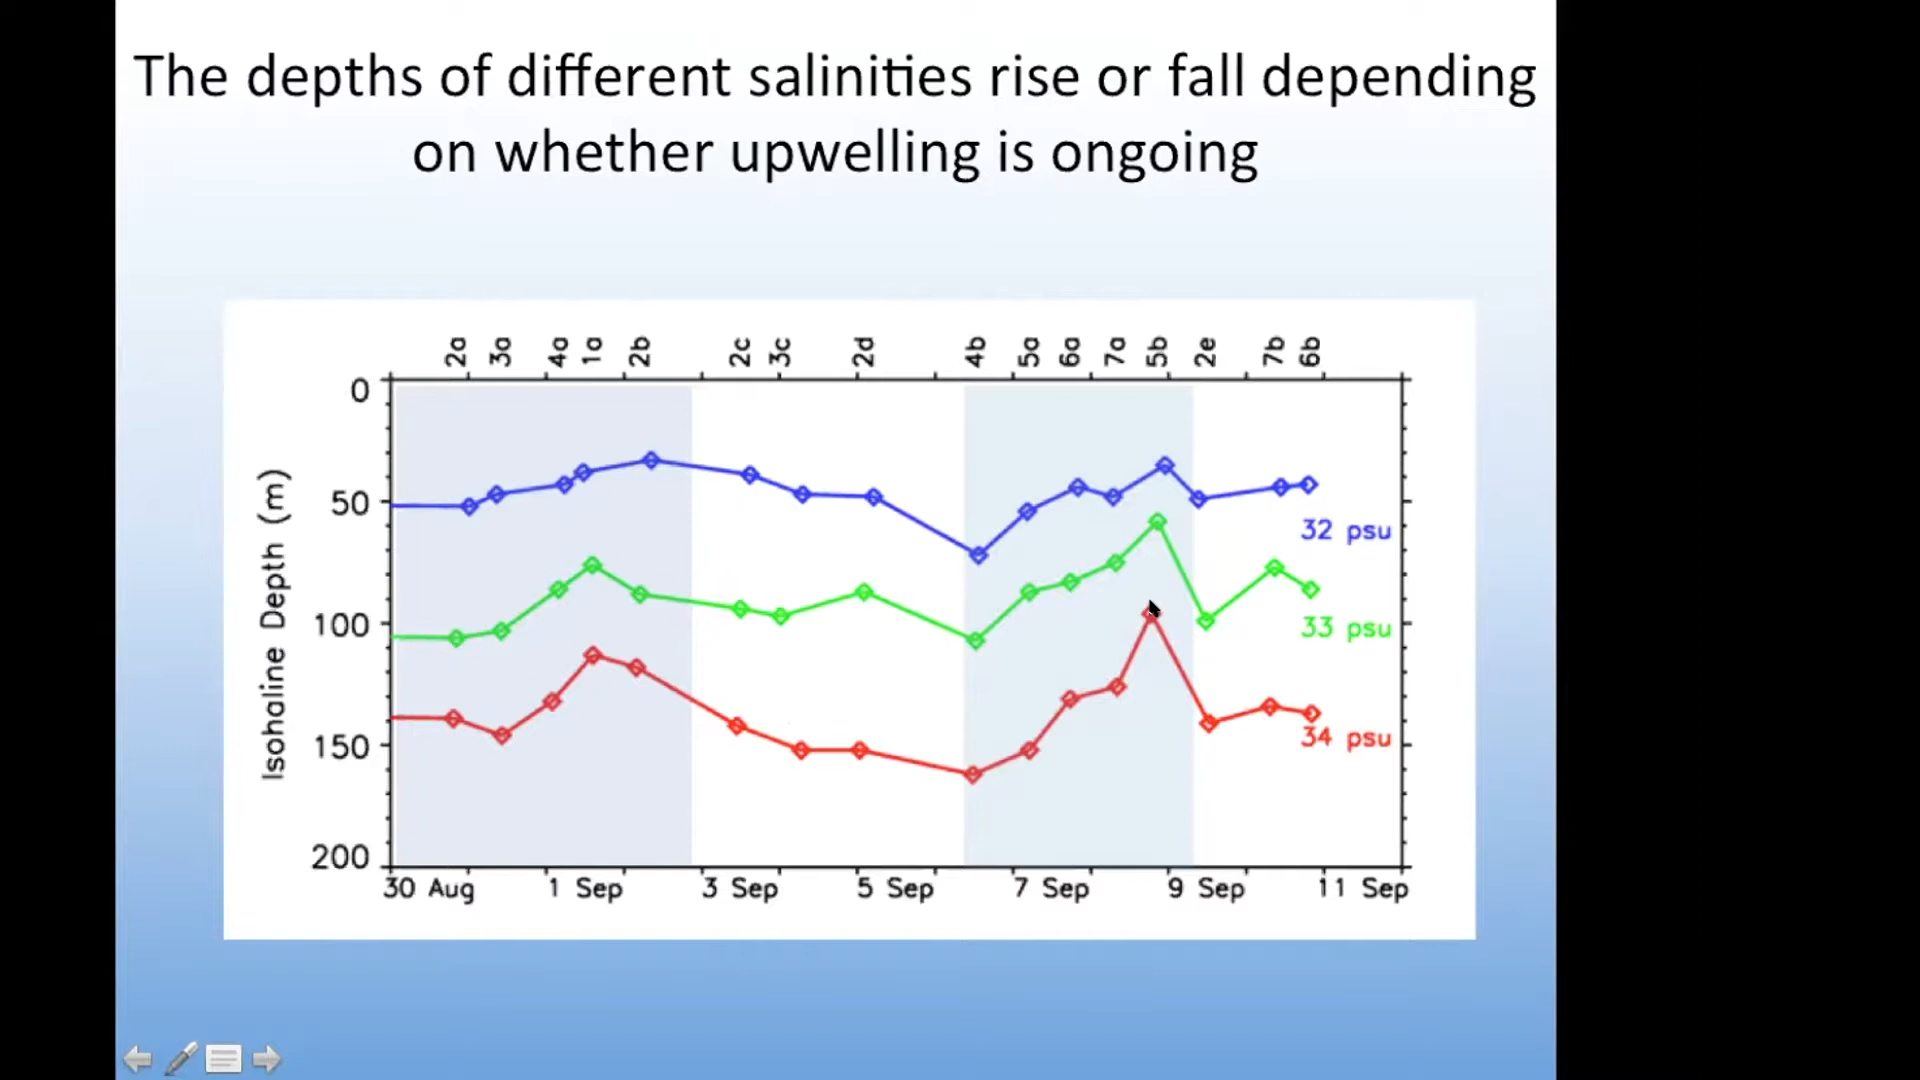 The depths of different salinities rise or fall depending
on whether upwelling is ongoing
2a 3a 4a 1a 2b 2c 3c 2d 4b 5a 6a 7a 5b 2e 7b 6b
0
50
100
150
200
Isohaline Depth (m)
32 psu
33 psu
34 psu
30 Aug 1 Sep 3 Sep 5 Sep 7 Sep 9 Sep 11 Sep